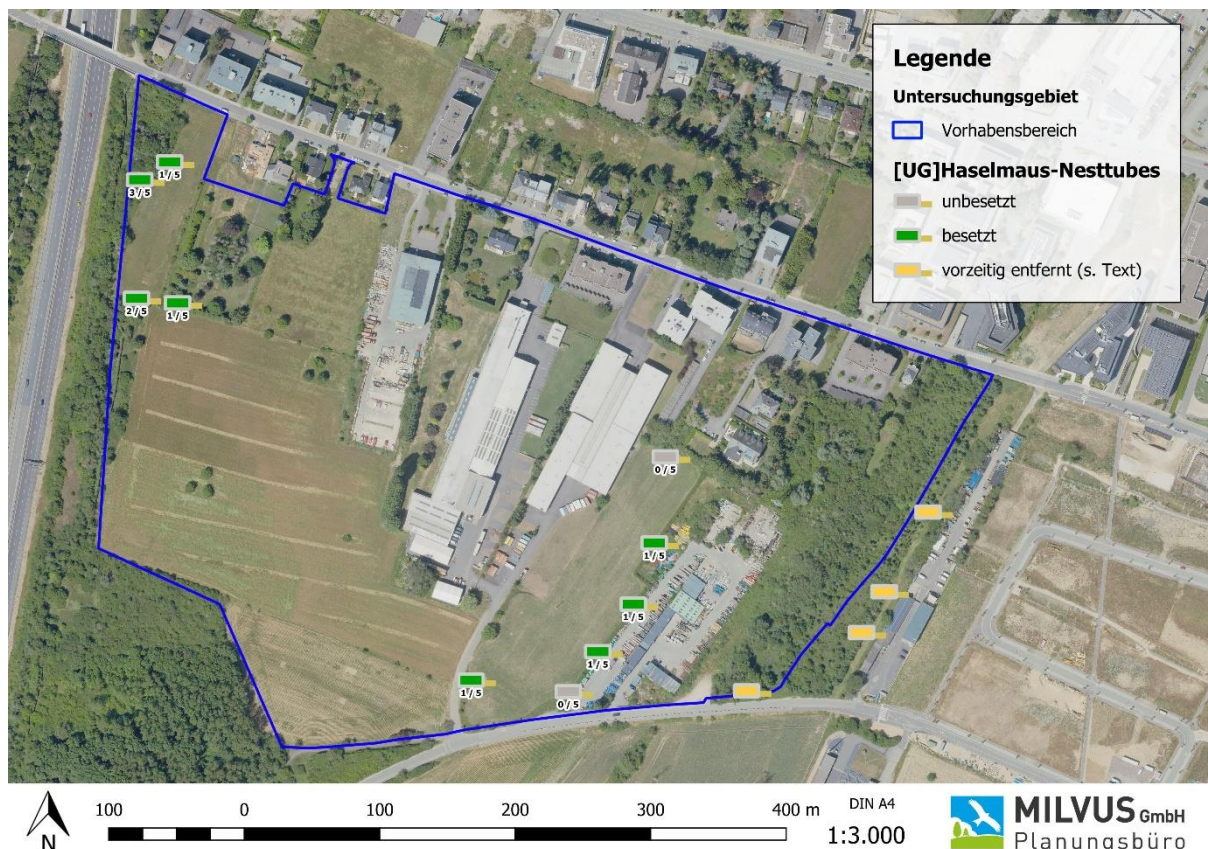 Legende
Untersuchungsgebiet
Vorhabensbereich
[UG]Haselmaus-Nesttubes
unbesetzt
besetzt
vorzeitig entfernt (s. Text)
1 / 5
3 / 5
2 / 5
1 / 5
0 / 5
1 / 5
1 / 5
1 / 5
1 / 5
0 / 5
N
100 0 100 200 300 400 m
DIN A4
1:3.000
MILVUS GmbH
Planungsbüro